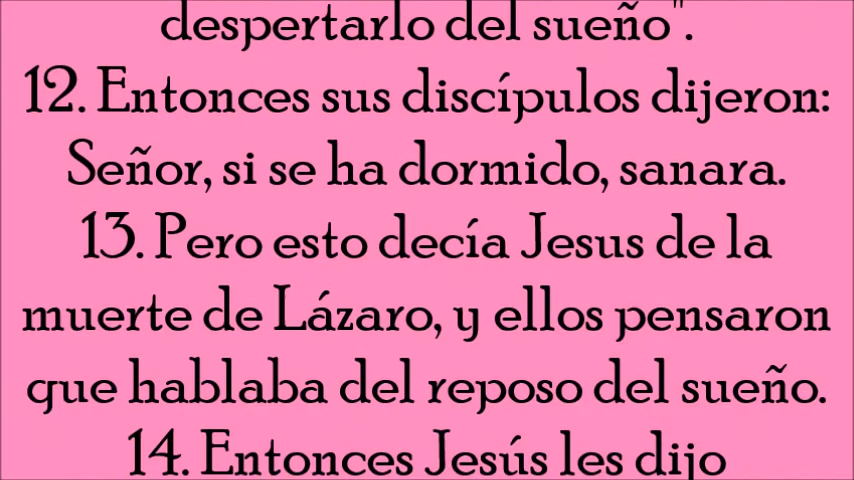 despertarlo del sueño".
12. Entonces sus discípulos dijeron:
Señor, si se ha dormido, sanara.
13. Pero esto decía Jesus de la
muerte de Lázaro, y ellos pensaron
que hablaba del reposo del sueño.
14. Entonces Jesús les dijo